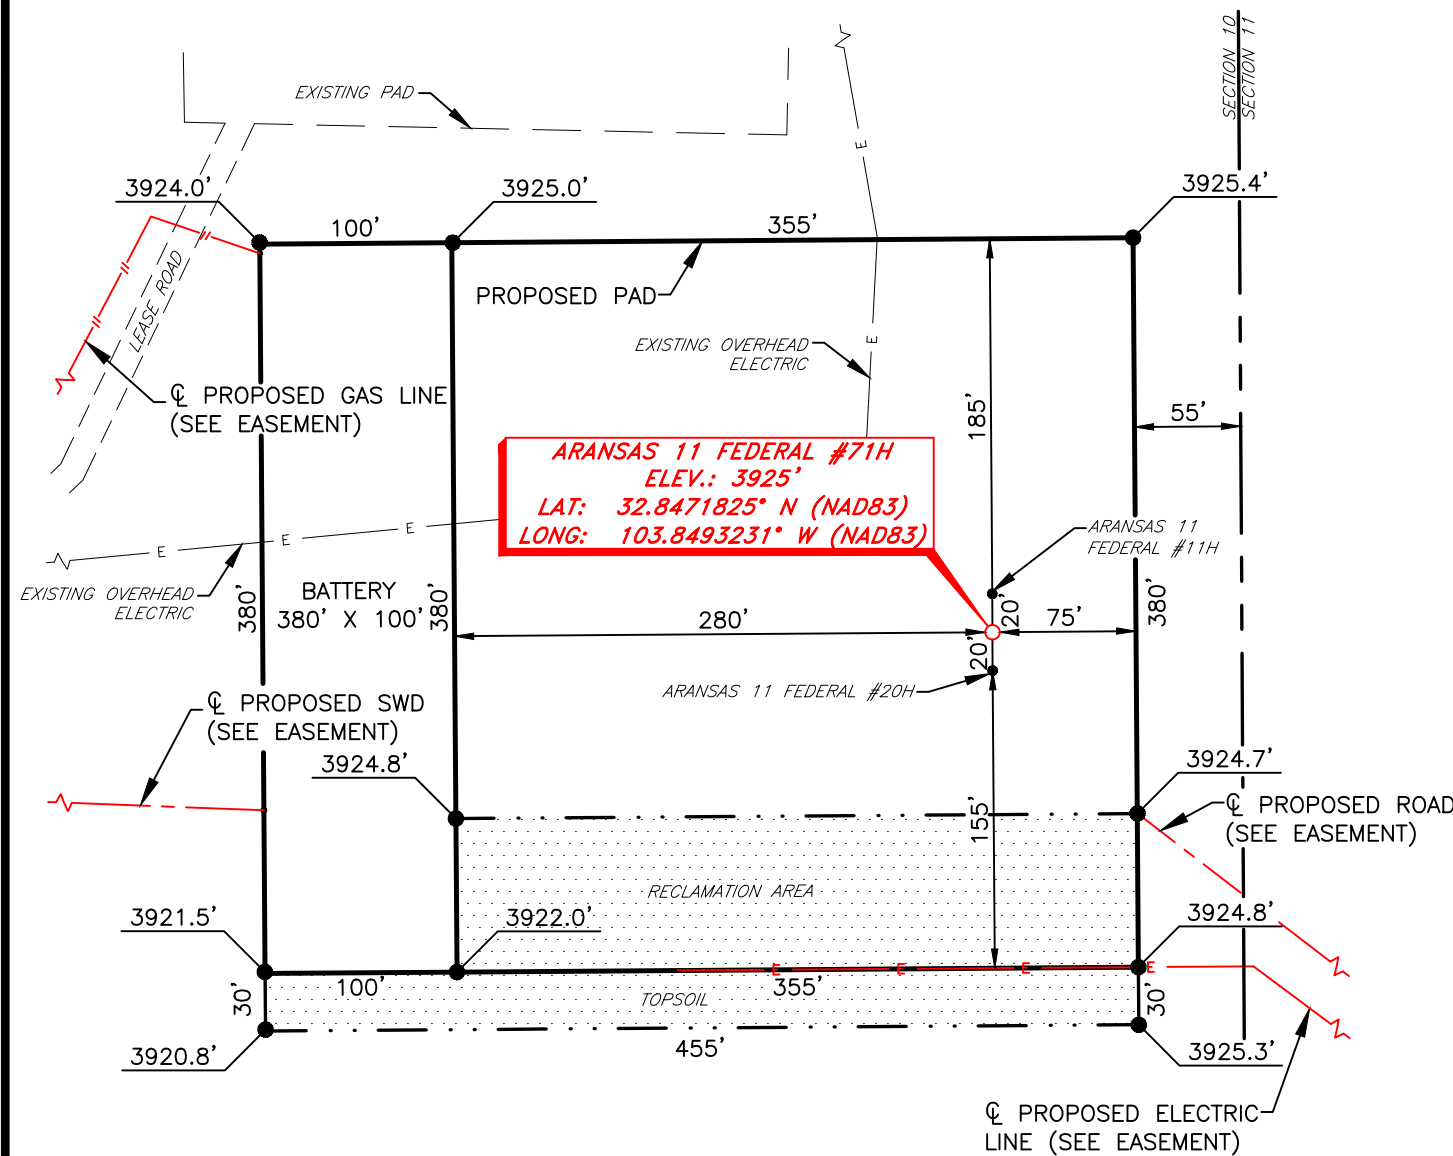 SECTION 10
SECTION 11
EXISTING PAD
3924.0'
3925.0'
3925.4'
100'
355'
LEASE ROAD
PROPOSED PAD
EXISTING OVERHEAD
ELECTRIC
E
E
185'
55'
℄ PROPOSED GAS LINE
(SEE EASEMENT)
ARANSAS 11 FEDERAL #71H
ELEV.: 3925'
LAT: 32.8471825° N (NAD83)
LONG: 103.8493231° W (NAD83)
E
E
E
ARANSAS 11
FEDERAL #11H
EXISTING OVERHEAD
ELECTRIC
380'
BATTERY
380' X 100'
380'
280'
20'
75'
380'
20'
ARANSAS 11 FEDERAL #20H
℄ PROPOSED SWD
(SEE EASEMENT)
3924.8'
3924.7'
155'
℄ PROPOSED ROAD
(SEE EASEMENT)
RECLAMATION AREA
3921.5'
3922.0'
3924.8'
E
E
E
E
30'
100'
TOPSOIL
355'
30'
3920.8'
455'
3925.3'
℄ PROPOSED ELECTRIC
LINE (SEE EASEMENT)